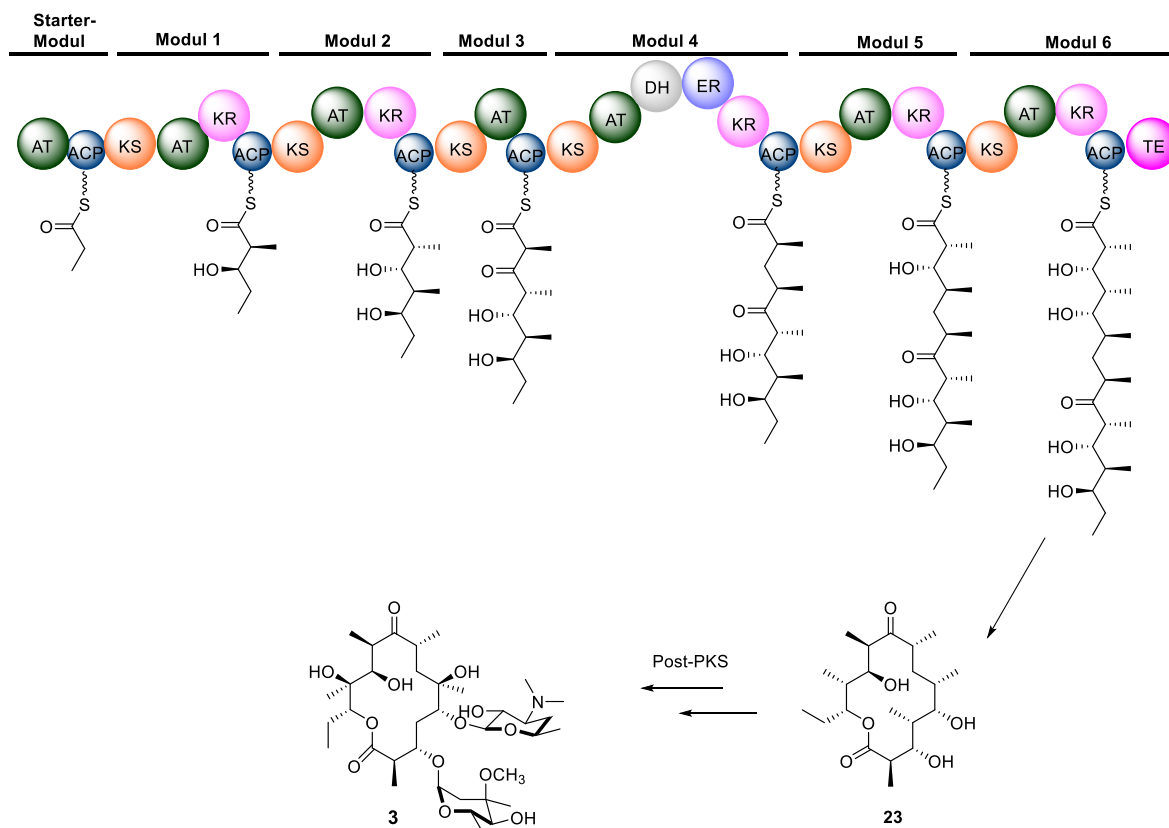 Starter-
Modul Modul 1 Modul 2 Modul 3 Modul 4 Modul 5 Modul 6
AT ACP KS AT KR ACP KS AT KR ACP KS AT ACP KS AT DH ER KR ACP KS AT KR ACP KS AT KR ACP TE
S S S S S S S
O O O O O O O
HO HO HO O O HO HO
HO HO HO HO O HO
HO HO HO O
HO HO
HO
O O
HO OH OH
OH
N
HO
O O O
O
O O OCH3
O OH
3
Post-PKS
O OH
OH
O OH
23